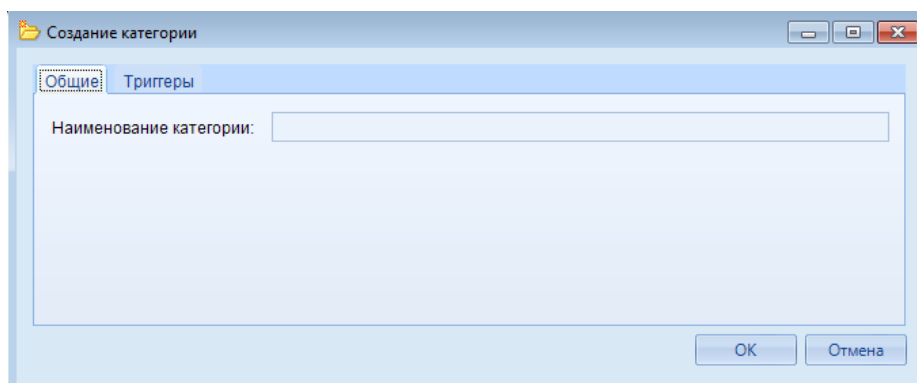 Создание категории
Общие Триггеры
Наименование категории:
OK Отмена